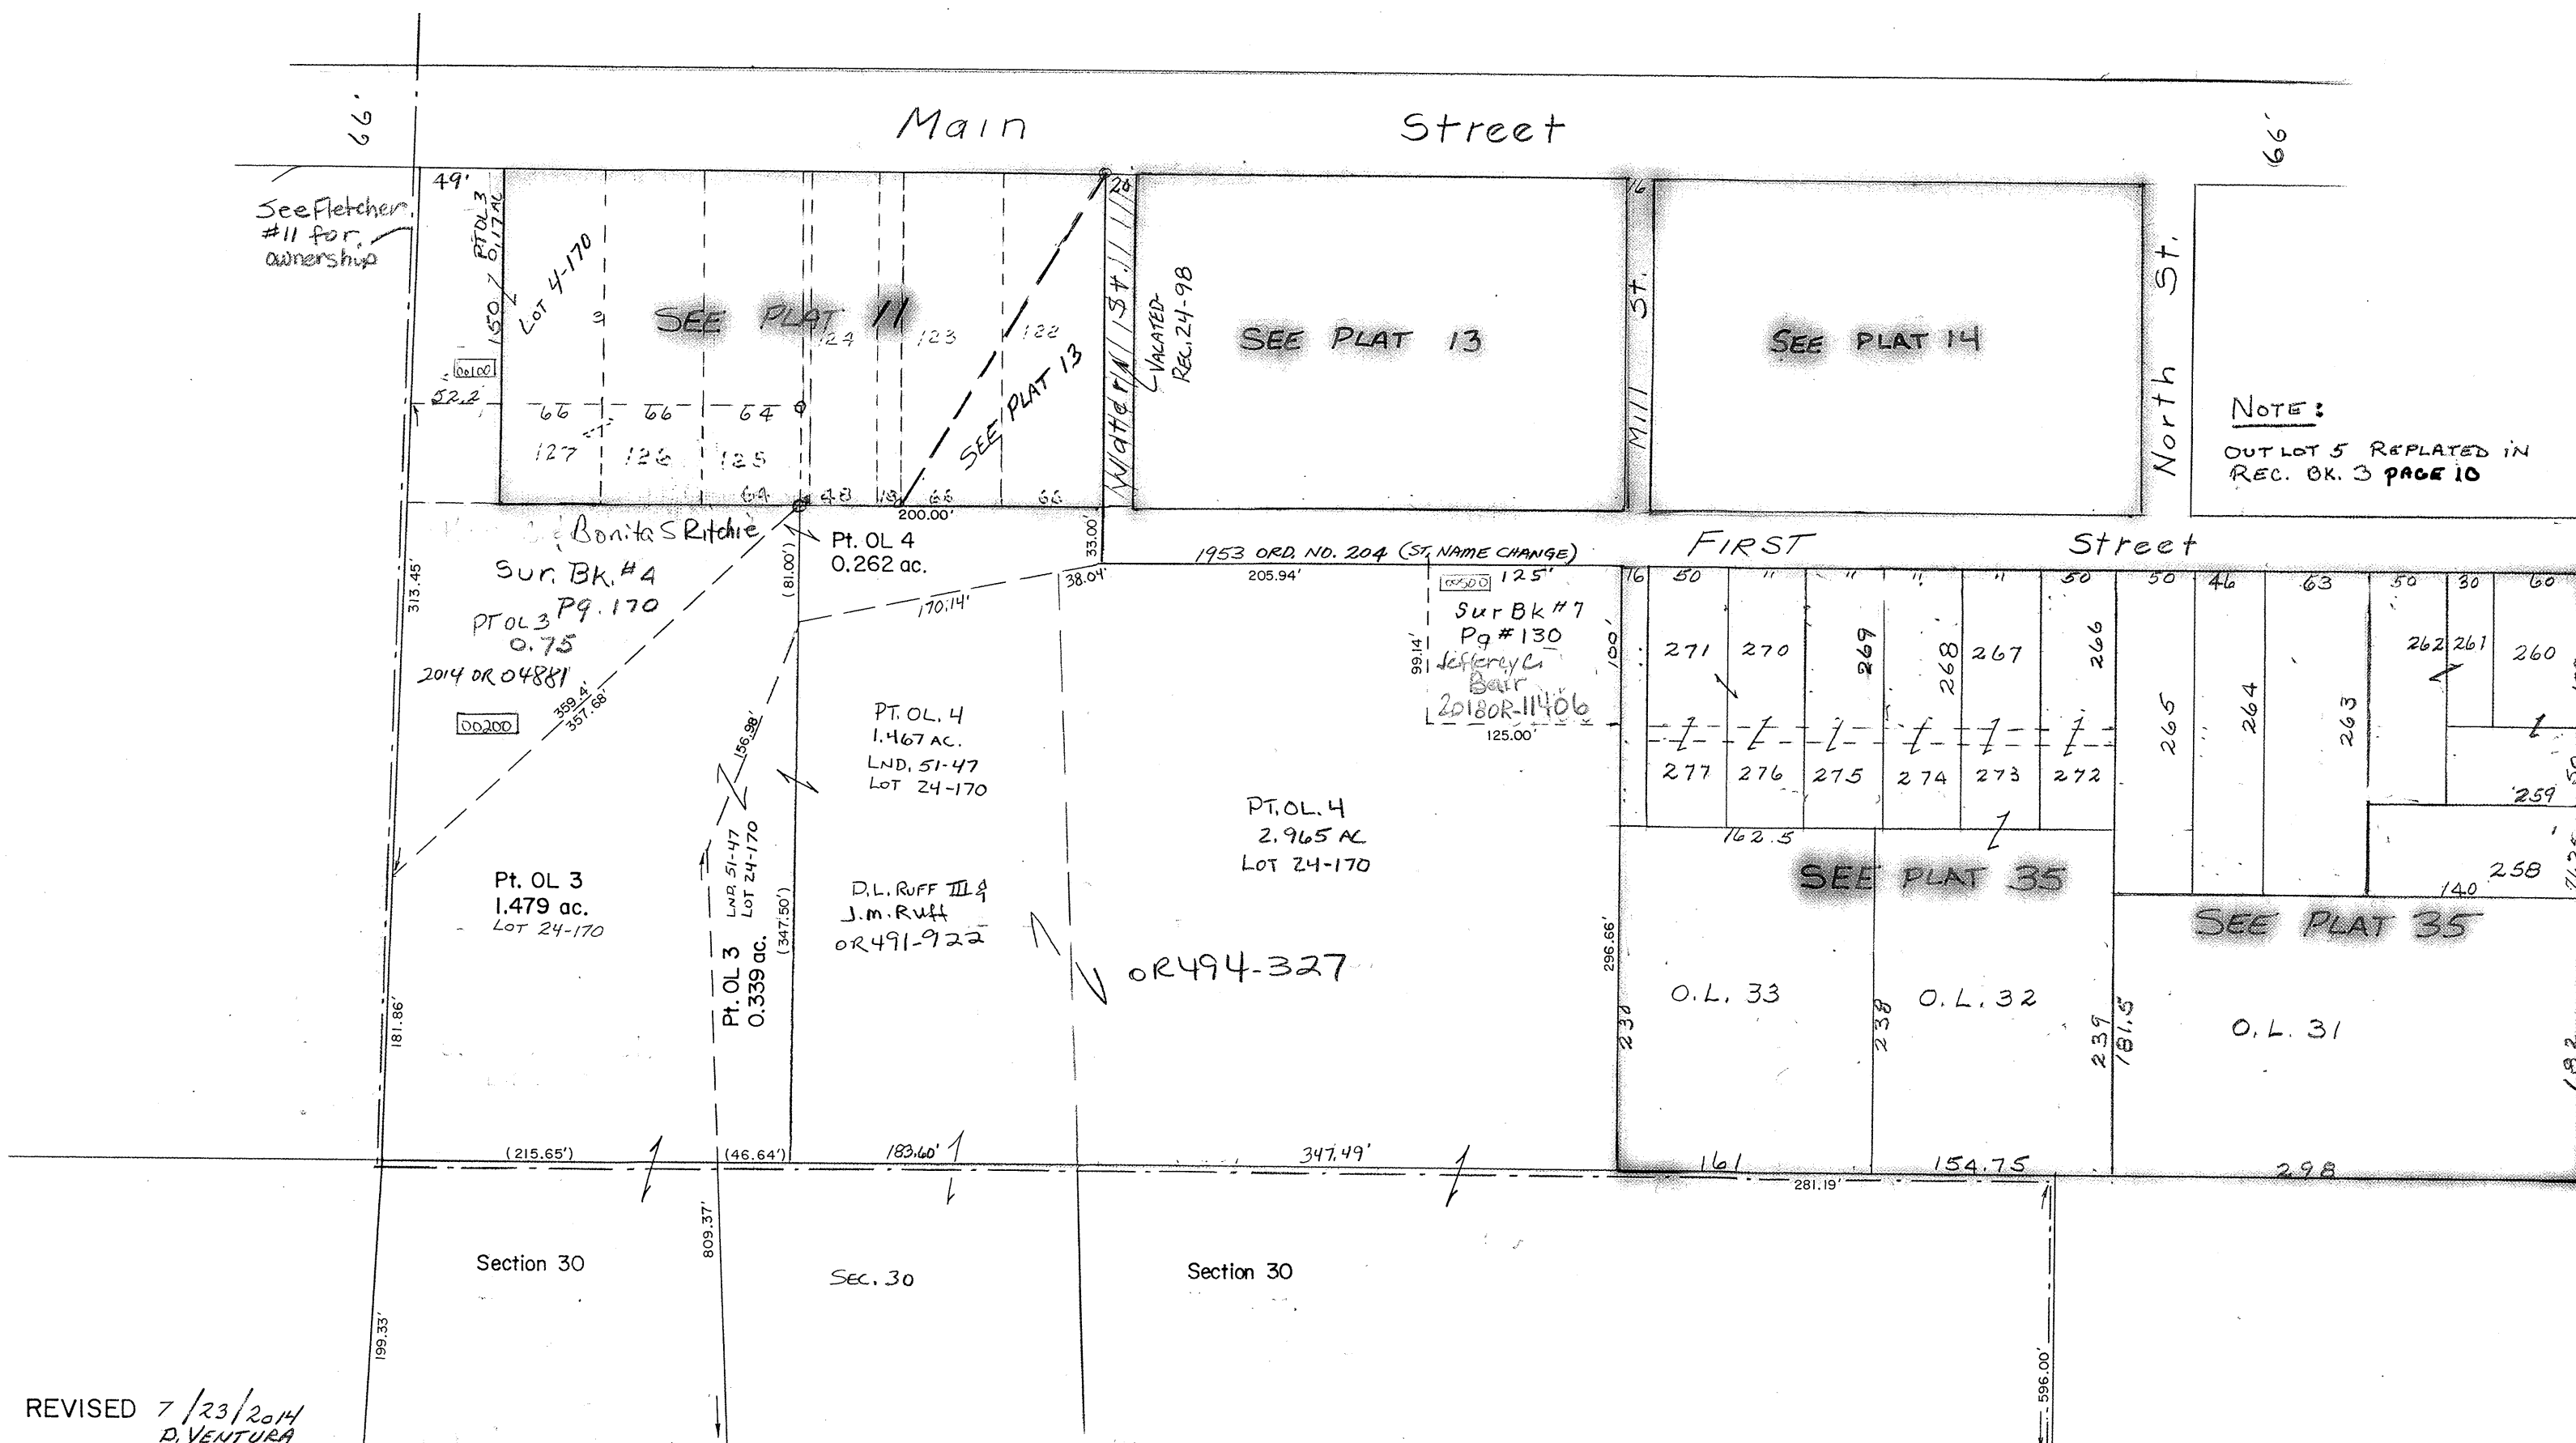 66'
Main Street
66'
49'
See Fletcher
#11 for
ownership
PT OL 3
0.17 AC
150
LOT 4-170
3
SEE PLAT 11
124
123
122
SEE PLAT 13
20'
St.
VACATED
REC. 24-98
SEE PLAT 13
16
Mill St.
SEE PLAT 14
North St.
00100
52.2
66
66
64
127
126
125
64
48
18
66
66
NOTE:
OUT LOT 5 REPLATED IN
REC. BK. 3 PAGE 10
200.00'
33.00'
Bonita S Ritchie
Sur. Bk. #4
Pg. 170
PT OL 3
0.75
2014 OR 04881
00200
313.45'
359.4'
357.68'
(81.00')
Pt. OL 4
0.262 ac.
170.14'
38.04'
1953 ORD. NO. 204 (ST. NAME CHANGE)
FIRST Street
205.94'
00500
125'
Sur Bk #7
Pg #130
Jefferey C
Bair
2018OR-11406
125.00'
99.14'
100'
16
50
"
"
"
"
50
50
46
63
50
30
60
271
270
269
268
267
266
265
264
263
262
261
260
277
276
275
274
273
272
259
258
140
50
162.5
SEE PLAT 35
SEE PLAT 35
156.98'
PT. OL. 4
1.467 AC.
LND. 51-47
LOT 24-170
D.L. RUFF III &
J.M. Ruff
OR491-922
PT. OL. 4
2.965 AC
LOT 24-170
OR494-327
Pt. OL 3
1.479 ac.
LOT 24-170
LND. 51-47
LOT 24-170
Pt. OL 3
0.339 ac.
(347.50')
181.86'
296.66'
238
O.L. 33
238
O.L. 32
239
181.5
O.L. 31
182
(215.65')
(46.64')
183.60'
347.49'
161
154.75
298
281.19'
809.37'
Section 30
SEC. 30
Section 30
199.33'
596.00'
REVISED 7/23/2014
D. VENTURA